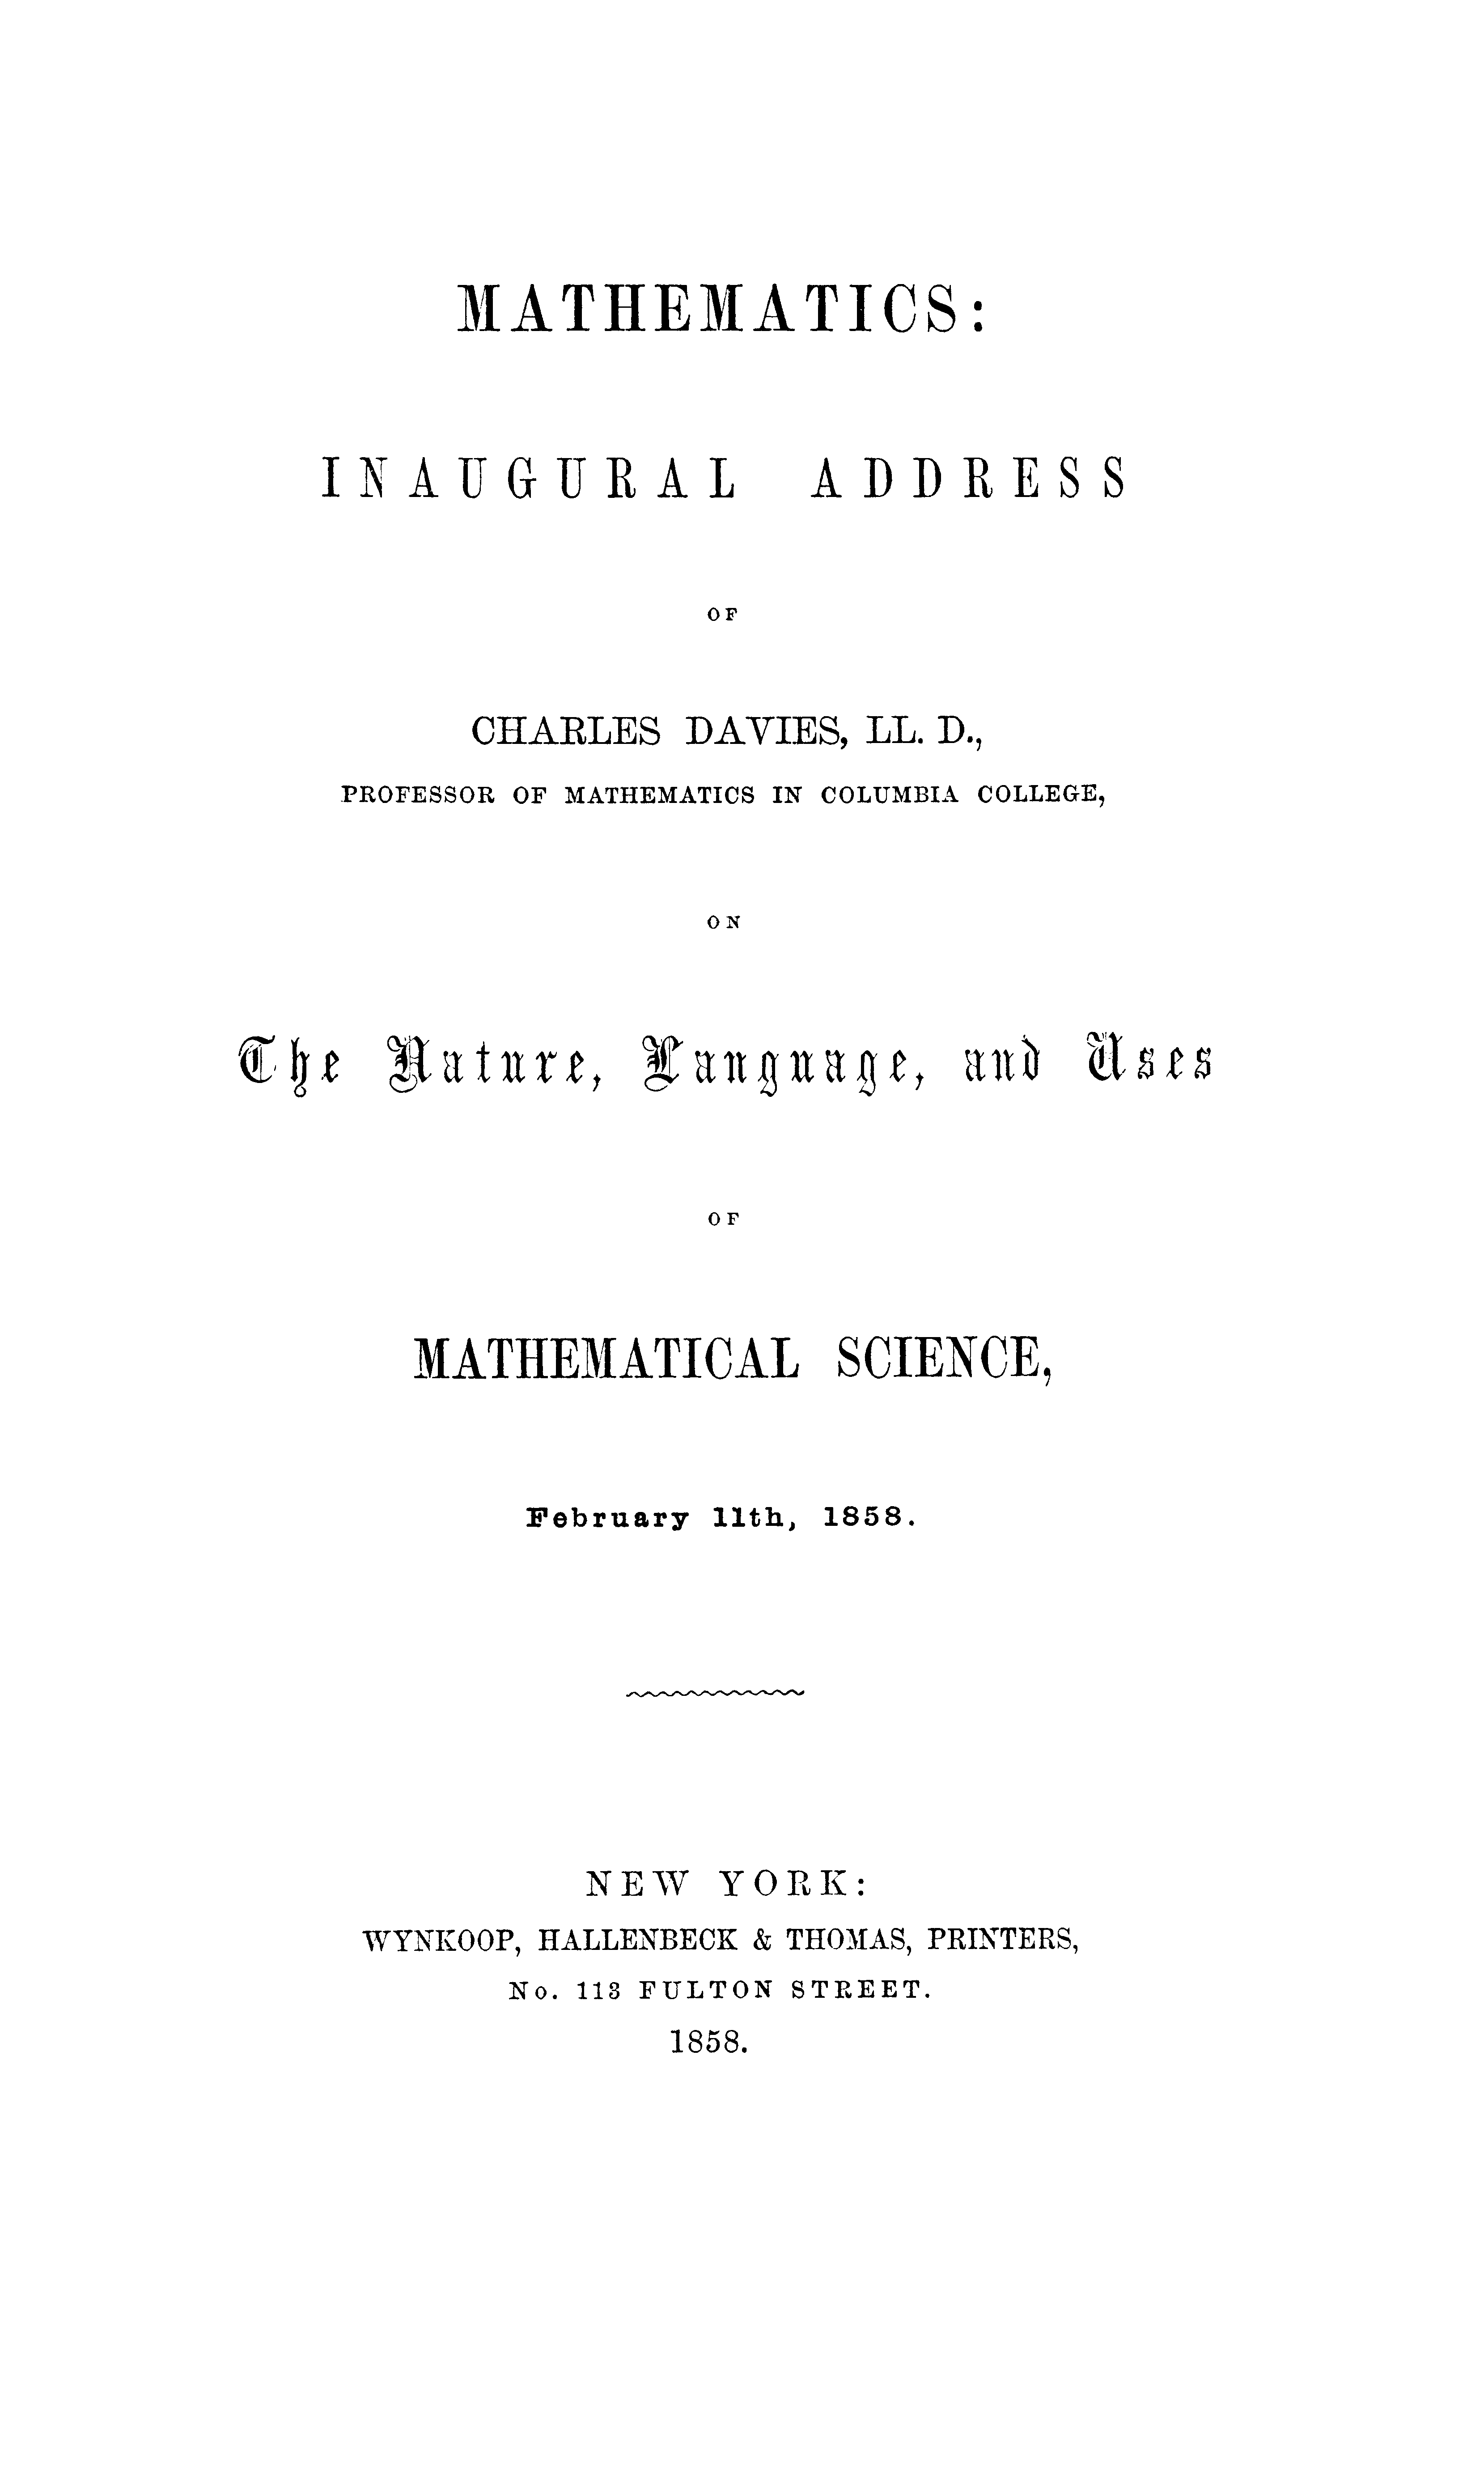 MATHEMATICS:
INAUGURAL ADDRESS
OF
CHARLES DAVIES, LL. D.,
PROFESSOR OF MATHEMATICS IN COLUMBIA COLLEGE,
ON
The Nature, Language, and Uses
OF
MATHEMATICAL SCIENCE,
February 11th, 1858.
NEW YORK:
WYNKOOP, HALLENBECK & THOMAS, PRINTERS,
No. 113 FULTON STREET.
1858.